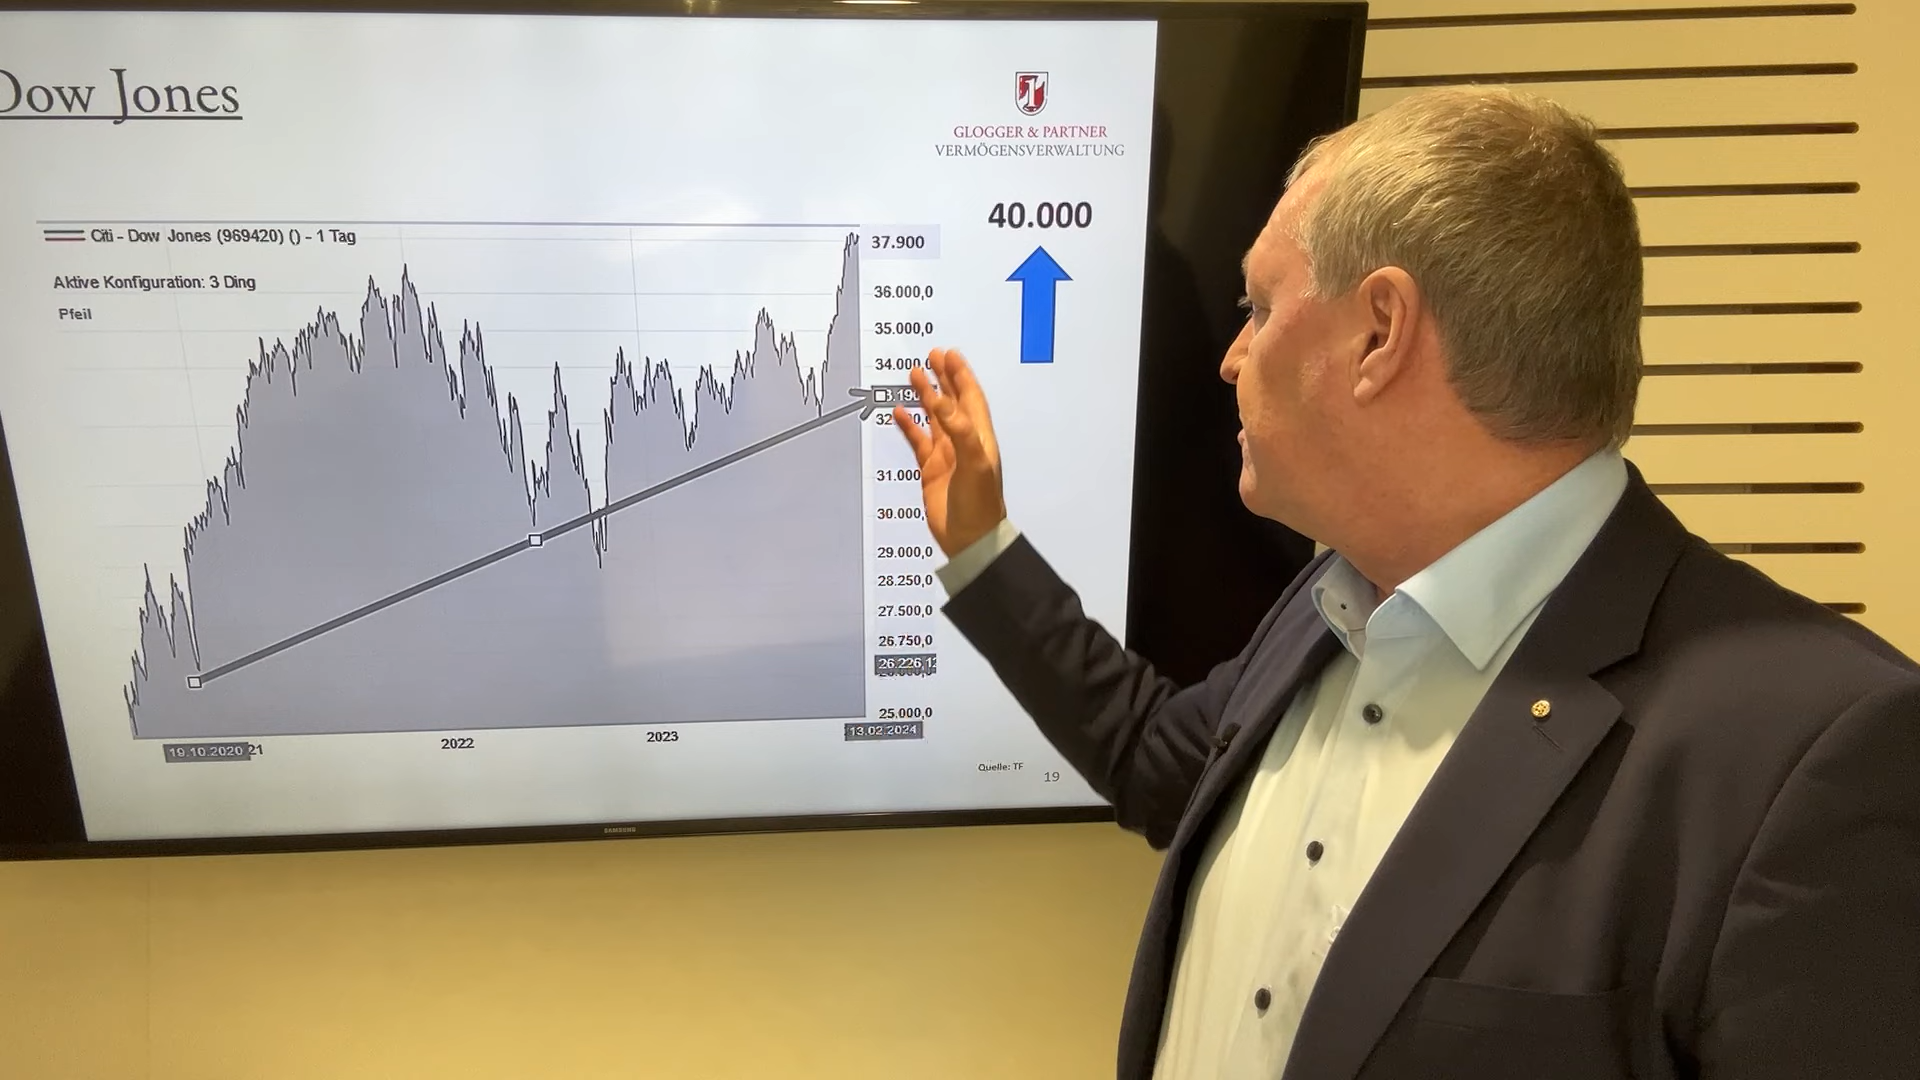 Dow Jones
GLOGGER & PARTNER
VERMÖGENSVERWALTUNG
40.000
Citi - Dow Jones (969420) () - 1 Tag
Aktive Konfiguration: 3 Ding
Pfeil
37.900
36.000,0
35.000,0
34.000,0
31.000
30.000,
29.000,0
28.250,0
27.500,0
26.750,0
26.226,12
25.000,0
19.10.2020 21
2022
2023
13.02.2024
Quelle: TF
19
SAMSUNG